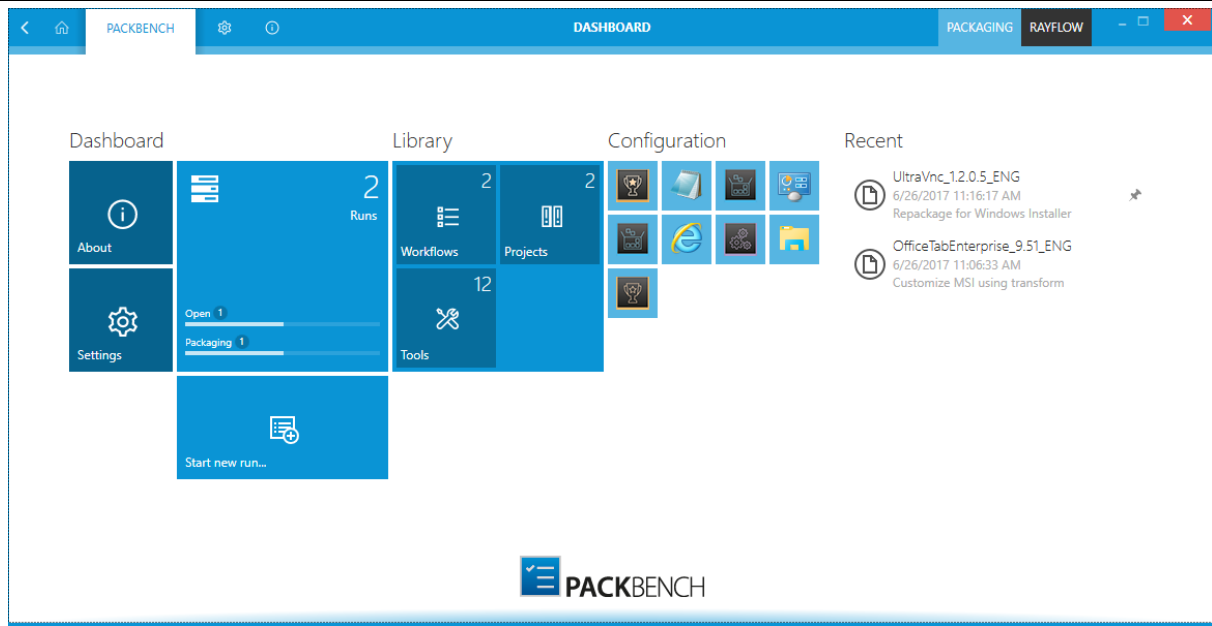 PACKBENCH
DASHBOARD
PACKAGING
RAYFLOW
Dashboard
Library
Configuration
Recent
About
2
Runs
Open 1
Packaging 1
Settings
Start new run...
2
Workflows
2
Projects
12
Tools
UltraVnc_1.2.0.5_ENG
6/26/2017 11:16:17 AM
Repackage for Windows Installer
OfficeTabEnterprise_9.51_ENG
6/26/2017 11:06:33 AM
Customize MSI using transform
PACKBENCH